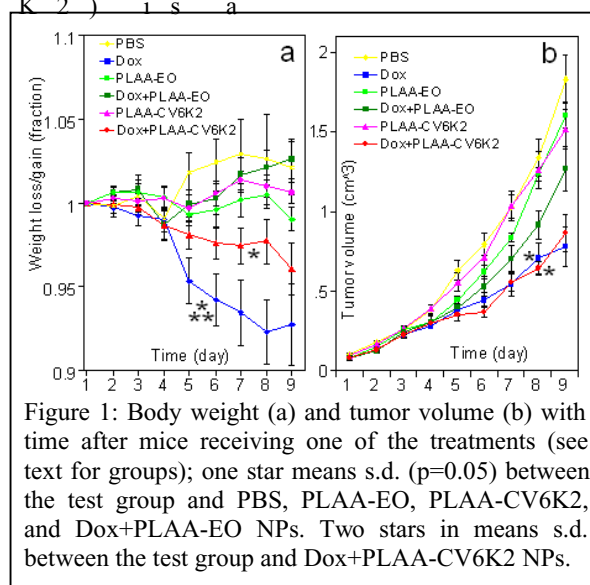 K 2 ) i s a
1.1
a
PBS
Dox
PLAA-EO
Dox+PLAA-EO
PLAA-CV6K2
Dox+PLAA-CV6K2
1.05
1
0.95
0.9
Weight loss/gain (fraction)
*
*
**
Time (day)
1 2 3 4 5 6 7 8 9
b
PBS
Dox
PLAA-EO
Dox+PLAA-EO
PLAA-CV6K2
Dox+PLAA-CV6K2
2
1.5
1
.5
0
Tumor volume (cm^3)
*
*
Time (day)
1 2 3 4 5 6 7 8 9
Figure 1: Body weight (a) and tumor volume (b) with
time after mice receiving one of the treatments (see
text for groups); one star means s.d. (p=0.05) between
the test group and PBS, PLAA-EO, PLAA-CV6K2,
and Dox+PLAA-EO NPs. Two stars in means s.d.
between the test group and Dox+PLAA-CV6K2 NPs.